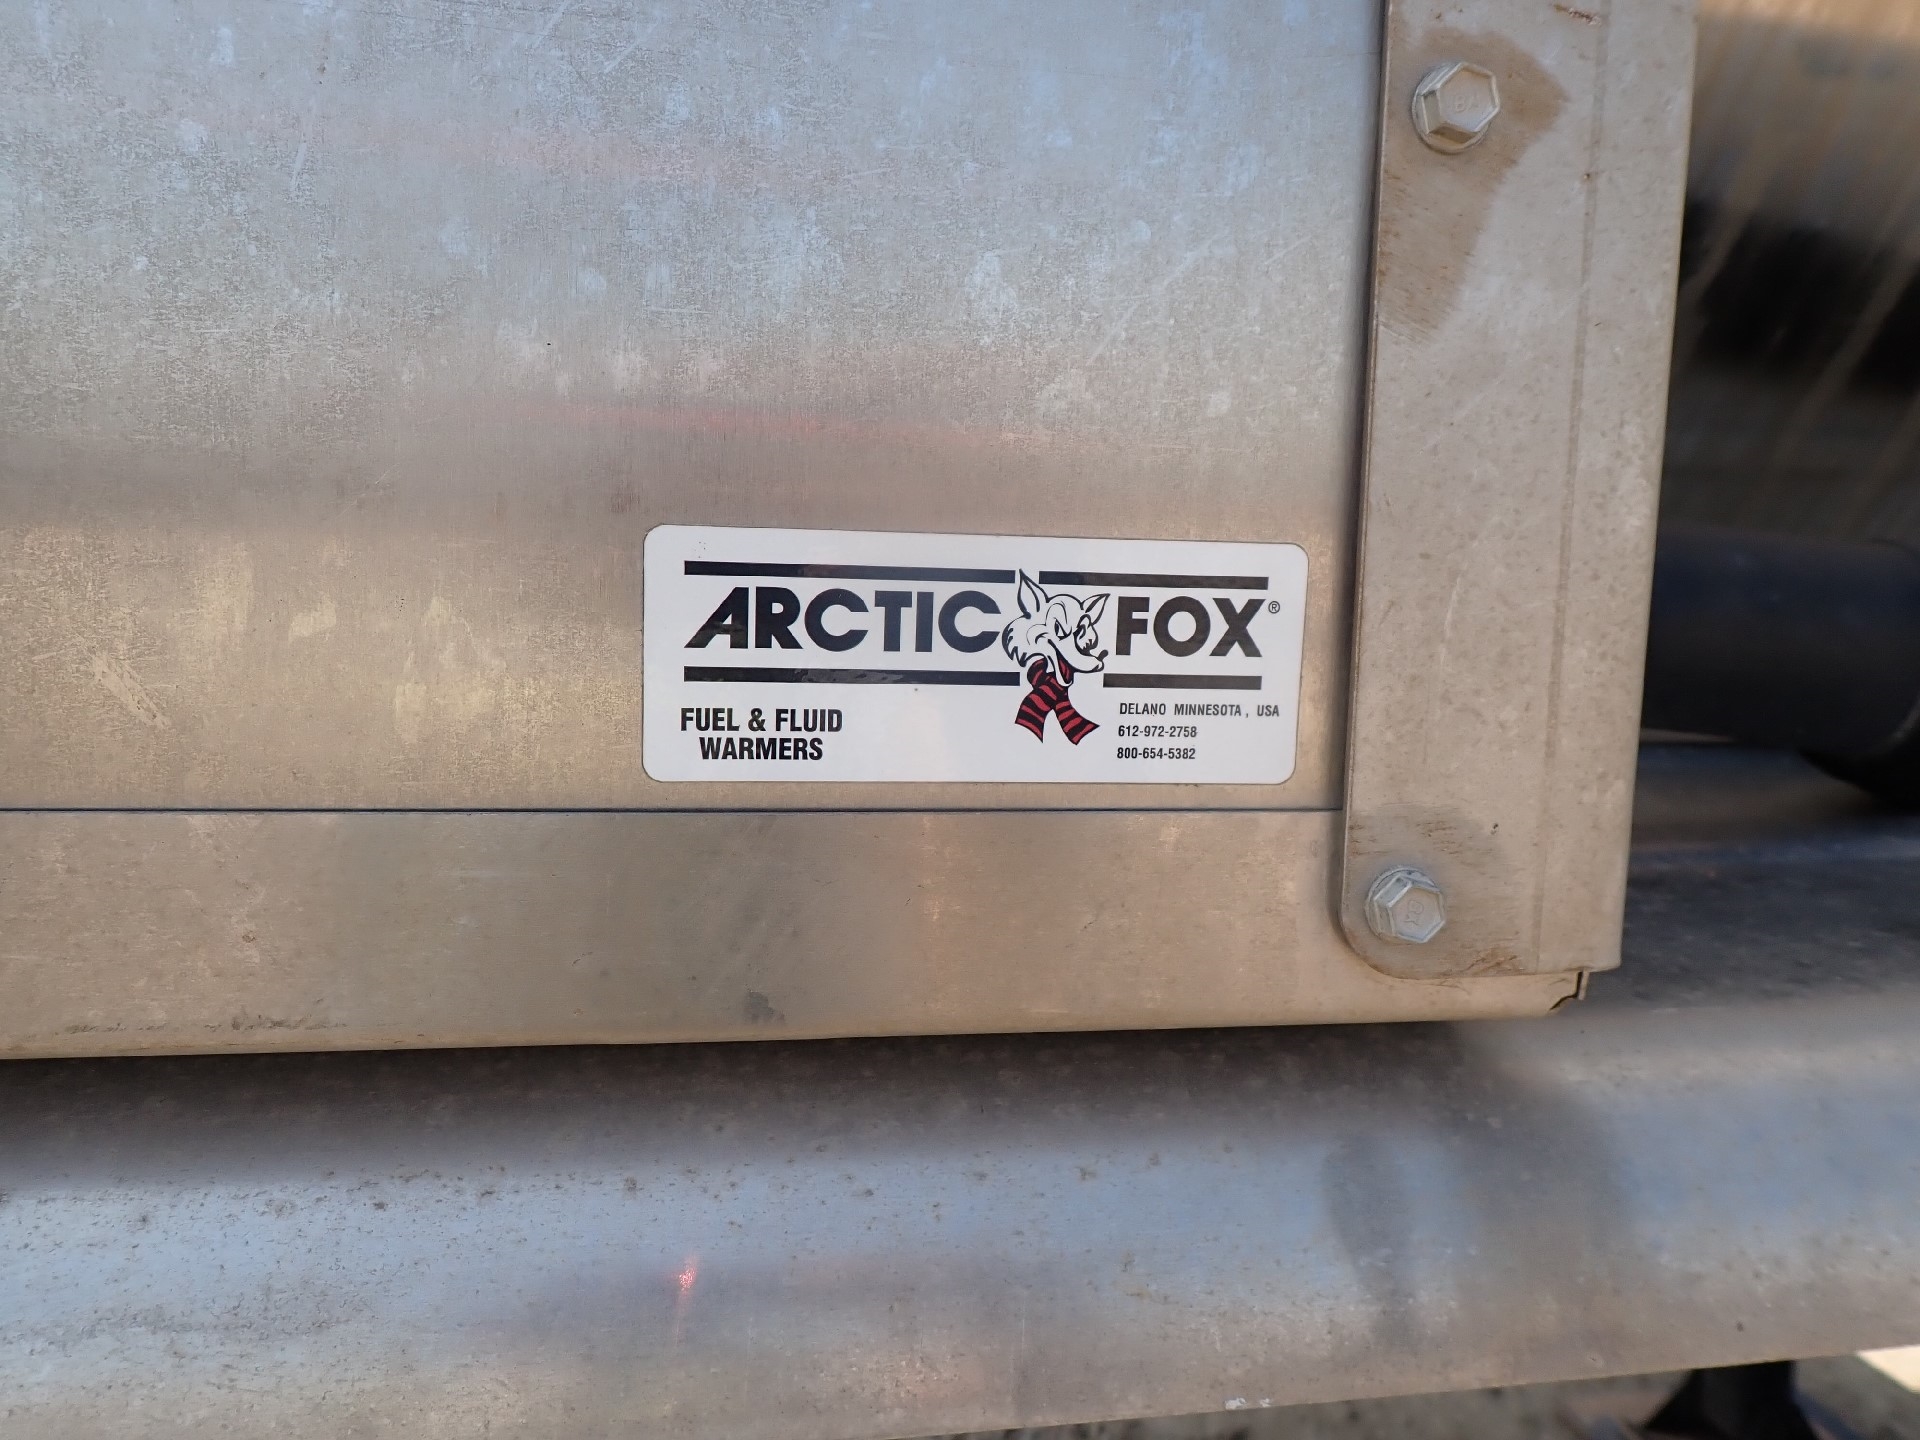 ARCTIC FOX®
FUEL & FLUID
WARMERS
DELANO MINNESOTA, USA
612-972-2758
800-654-5382